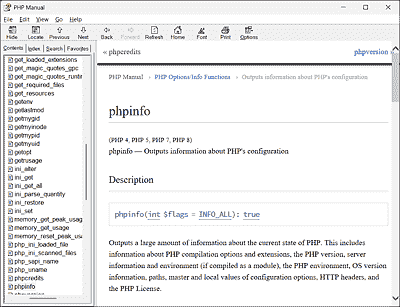 PHP Manual
File Edit View Go Help
Hide Locate Previous Next Back Forward Refresh Home Font Print Options
Contents Index Search Favorites
get_loaded_extensions
get_magic_quotes_gpc
get_magic_quotes_runtime
get_required_files
get_resources
getenv
getlastmod
getmygid
getmyinode
getmypid
getmyuid
getopt
getrusage
ini_alter
ini_get
ini_get_all
ini_parse_quantity
ini_restore
ini_set
memory_get_peak_usage
memory_get_usage
memory_reset_peak_usage
php_ini_loaded_file
php_ini_scanned_files
php_sapi_name
php_uname
phpcredits
phpinfo
« phpcredits
phpversion »
PHP Manual › PHP Options/Info Functions › Outputs information about PHP's configuration
phpinfo
(PHP 4, PHP 5, PHP 7, PHP 8)
phpinfo — Outputs information about PHP's configuration
Description
phpinfo(int $flags = INFO_ALL): true
Outputs a large amount of information about the current state of PHP. This includes
information about PHP compilation options and extensions, the PHP version, server
information and environment (if compiled as a module), the PHP environment, OS version
information, paths, master and local values of configuration options, HTTP headers, and
the PHP License.